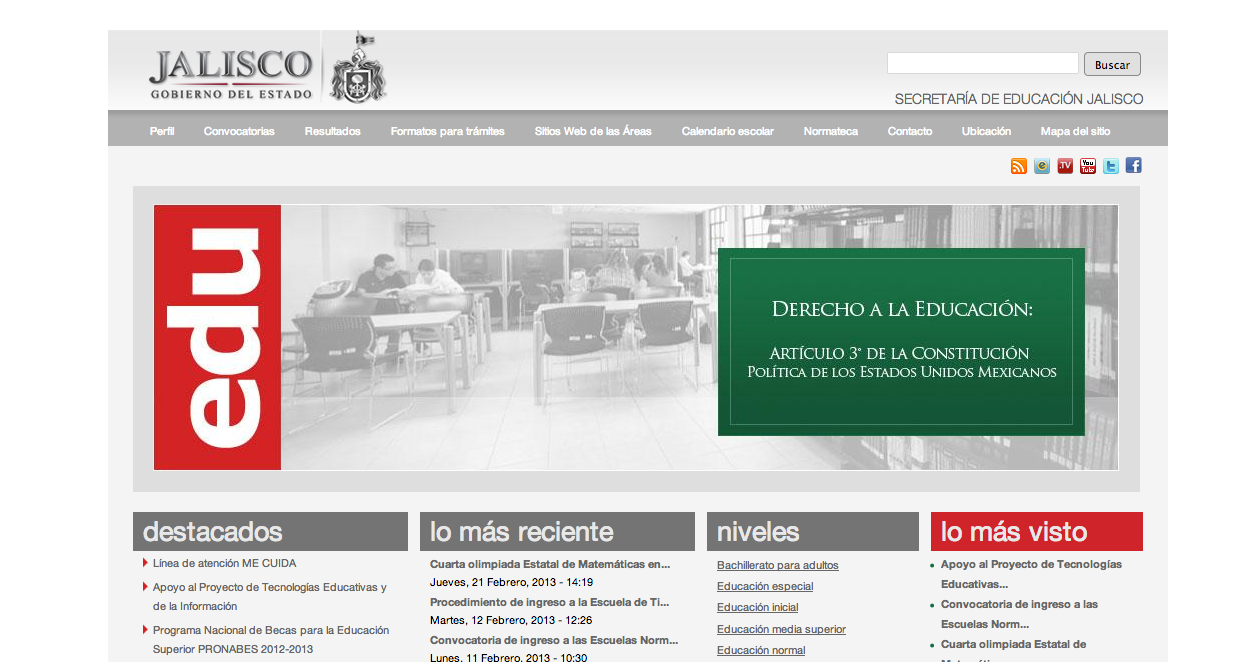 JALISCO
GOBIERNO DEL ESTADO
Buscar
SECRETARÍA DE EDUCACIÓN JALISCO
Perfil Convocatorias Resultados Formatos para trámites Sitios Web de las Áreas Calendario escolar Normateca Contacto Ubicación Mapa del sitio
e .TV You Tube t f
edu
DERECHO A LA EDUCACIÓN:
ARTÍCULO 3° DE LA CONSTITUCIÓN
POLÍTICA DE LOS ESTADOS UNIDOS MEXICANOS
destacados
Línea de atención ME CUIDA
Apoyo al Proyecto de Tecnologías Educativas y
de la Información
Programa Nacional de Becas para la Educación
Superior PRONABES 2012-2013
lo más reciente
Cuarta olimpiada Estatal de Matemáticas en...
Jueves, 21 Febrero, 2013 - 14:19
Procedimiento de ingreso a la Escuela de Ti...
Martes, 12 Febrero, 2013 - 12:26
Convocatoria de ingreso a las Escuelas Norm...
Lunes, 11 Febrero, 2013 - 10:30
niveles
Bachillerato para adultos
Educación especial
Educación inicial
Educación media superior
Educación normal
lo más visto
Apoyo al Proyecto de Tecnologías
Educativas...
Convocatoria de ingreso a las
Escuelas Norm...
Cuarta olimpiada Estatal de